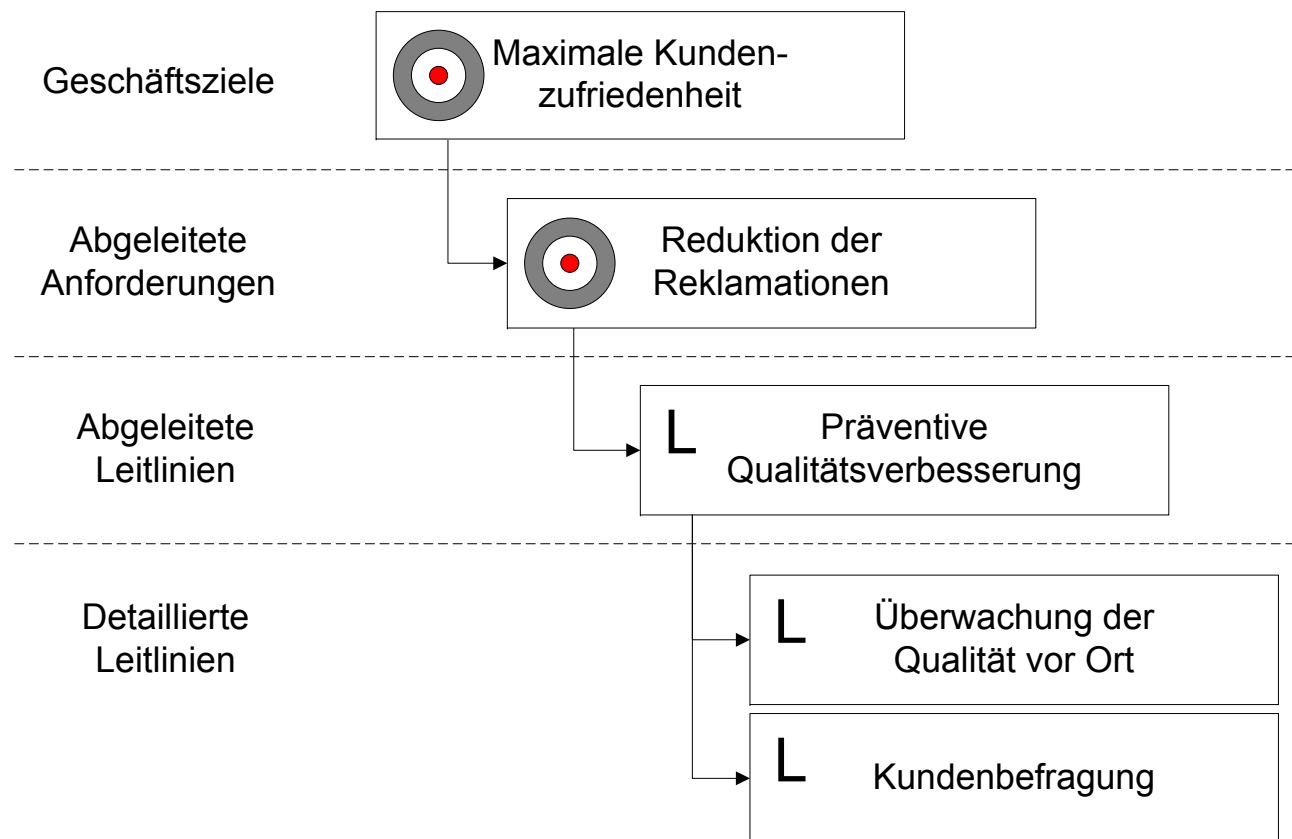 Geschäftsziele
Maximale Kunden-
zufriedenheit
Abgeleitete
Anforderungen
Reduktion der
Reklamationen
Abgeleitete
Leitlinien
L
Präventive
Qualitätsverbesserung
Detaillierte
Leitlinien
L
Überwachung der
Qualität vor Ort
L
Kundenbefragung